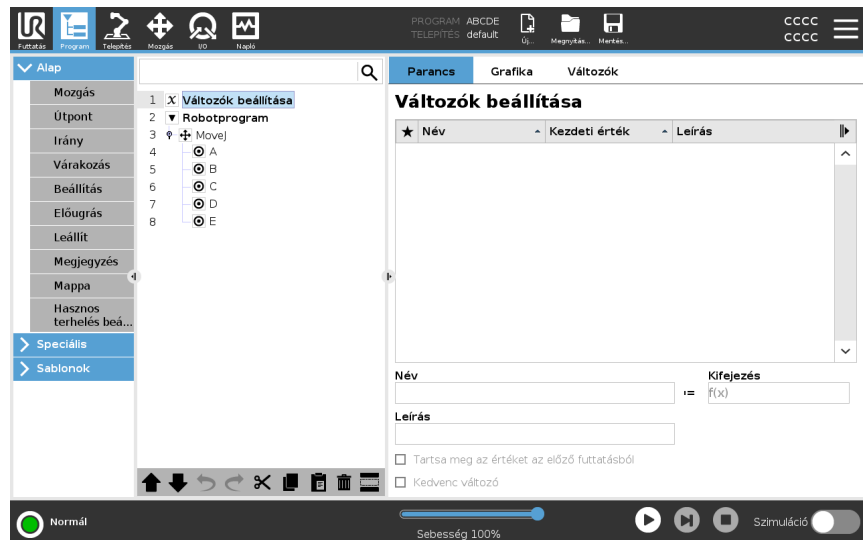 UR
Futtatás
Program
Telepítés
Mozgás
I/O
Napló
PROGRAM ABCDE
TELEPÍTÉS default
Új...
Megnyitás...
Mentés...
CCCC
CCCC
Alap
Mozgás
Útpont
Irány
Várakozás
Beállítás
Előugrás
Leállít
Megjegyzés
Mappa
Hasznos
terhelés beá...
Speciális
Sablonok
1 x Változók beállítása
2 Robotprogram
3 MoveJ
4 A
5 B
6 C
7 D
8 E
Parancs Grafika Változók
Változók beállítása
Név Kezdeti érték Leírás
Név
Kifejezés
:= f(x)
Leírás
Tartsa meg az értéket az előző futtatásból
Kedvenc változó
Normál
Sebesség 100%
Szimuláció